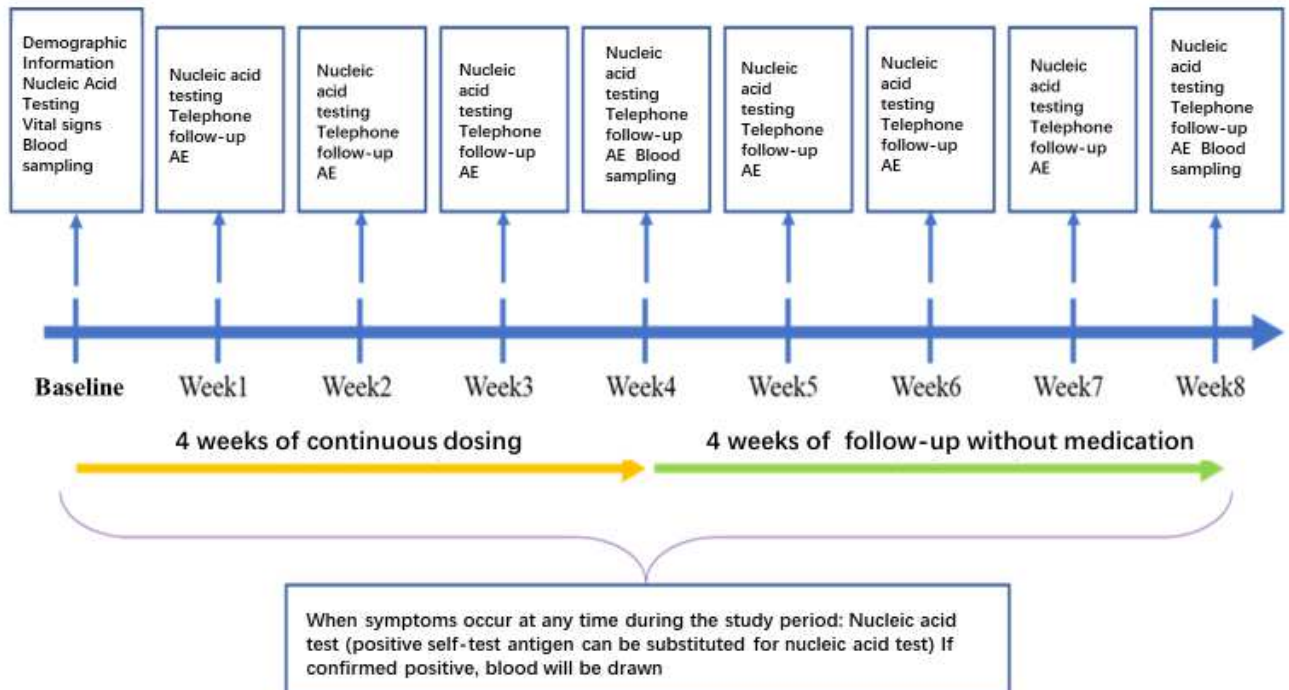 Demographic
Information
Nucleic Acid
Testing
Vital signs
Blood
sampling
Nucleic acid
testing
Telephone
follow-up
AE
Nucleic
acid
testing
Telephone
follow-up
AE
Nucleic
acid
testing
Telephone
follow-up
AE
Nucleic
acid
testing
Telephone
follow-up
AE Blood
sampling
Nucleic
acid
testing
Telephone
follow-up
AE
Nucleic
acid
testing
Telephone
follow-up
AE
Nucleic
acid
testing
Telephone
follow-up
AE
Nucleic
acid
testing
Telephone
follow-up
AE Blood
sampling
Baseline
Week1
Week2
Week3
Week4
Week5
Week6
Week7
Week8
4 weeks of continuous dosing
4 weeks of follow-up without medication
When symptoms occur at any time during the study period: Nucleic acid
test (positive self-test antigen can be substituted for nucleic acid test) If
confirmed positive, blood will be drawn